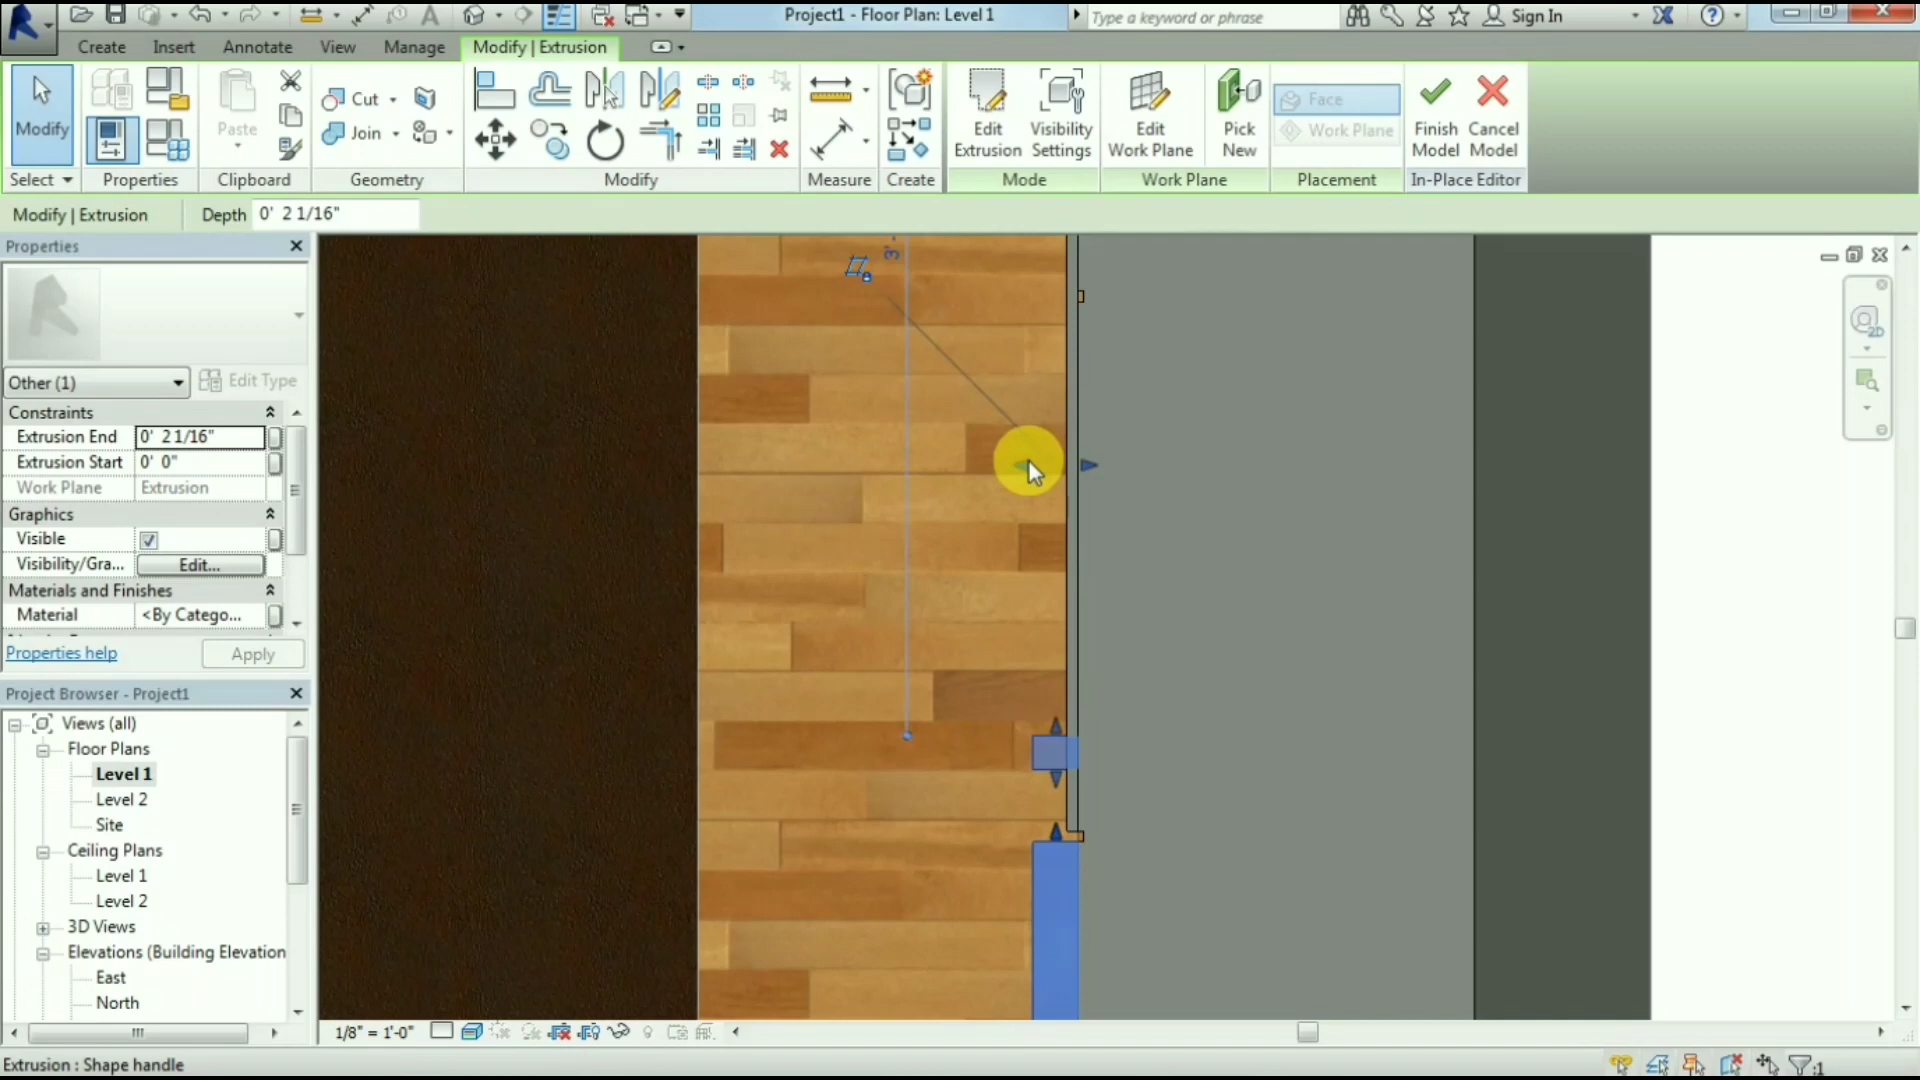 Project1 - Floor Plan: Level 1
Type a keyword or phrase
Sign In
Create Insert Annotate View Manage Modify | Extrusion
Modify
Paste
Cut
Join
Edit Extrusion
Visibility Settings
Edit Work Plane
Pick New
Face
Work Plane
Finish Model
Cancel Model
Select Properties Clipboard Geometry Modify Measure Create Mode Work Plane Placement In-Place Editor
Modify | Extrusion Depth 0' 2 1/16"
Properties
Other (1) Edit Type
Constraints
Extrusion End 0' 2 1/16"
Extrusion Start 0' 0"
Work Plane Extrusion
Graphics
Visible
Visibility/Gra... Edit...
Materials and Finishes
Material <By Catego...
Properties help Apply
Project Browser - Project1
Views (all)
Floor Plans
Level 1
Level 2
Site
Ceiling Plans
Level 1
Level 2
3D Views
Elevations (Building Elevation
East
North
2D
1/8" = 1'-0"
Extrusion : Shape handle
:1